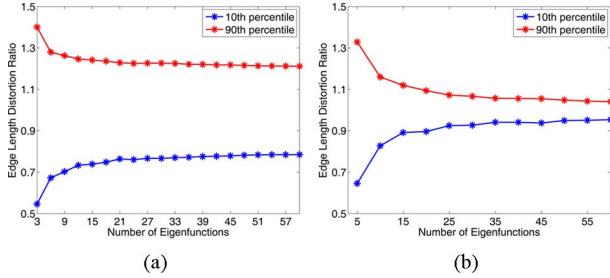 10th percentile
90th percentile
Edge Length Distortion Ratio
1.5
1.3
1.1
0.9
0.7
0.5
3 9 15 21 27 33 39 45 51 57
Number of Eigenfunctions
(a)
10th percentile
90th percentile
Edge Length Distortion Ratio
1.5
1.3
1.1
0.9
0.7
0.5
5 15 25 35 45 55
Number of Eigenfunctions
(b)